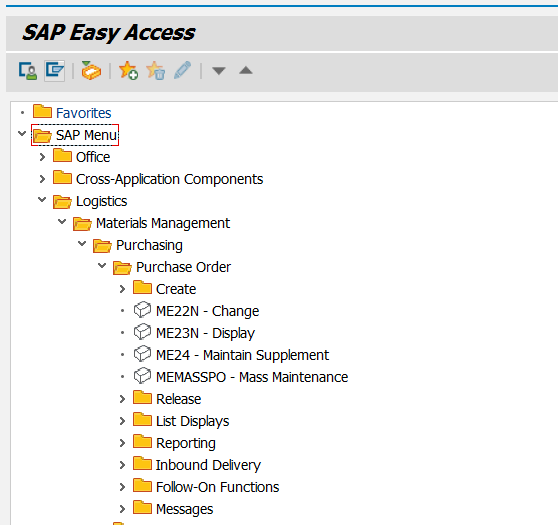 SAP Easy Access
Favorites
SAP Menu
Office
Cross-Application Components
Logistics
Materials Management
Purchasing
Purchase Order
Create
ME22N - Change
ME23N - Display
ME24 - Maintain Supplement
MEMASSPO - Mass Maintenance
Release
List Displays
Reporting
Inbound Delivery
Follow-On Functions
Messages